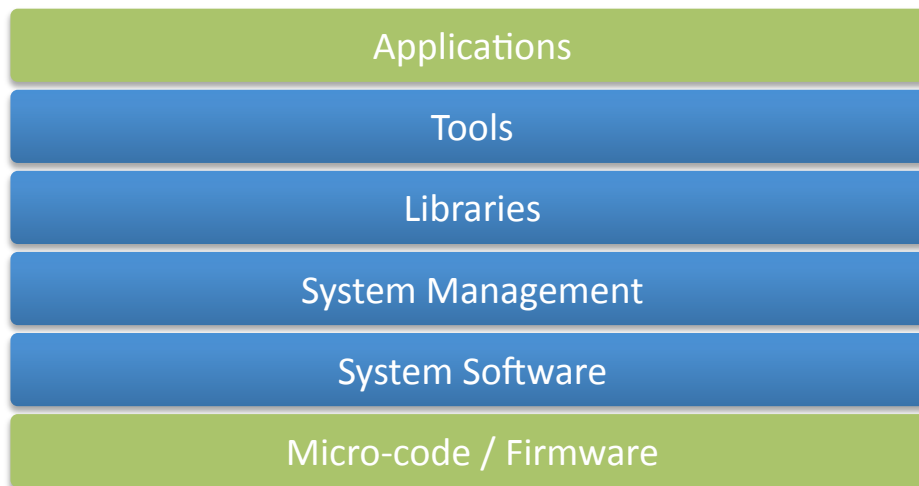 Applications
Tools
Libraries
System Management
System Software
Micro-code / Firmware